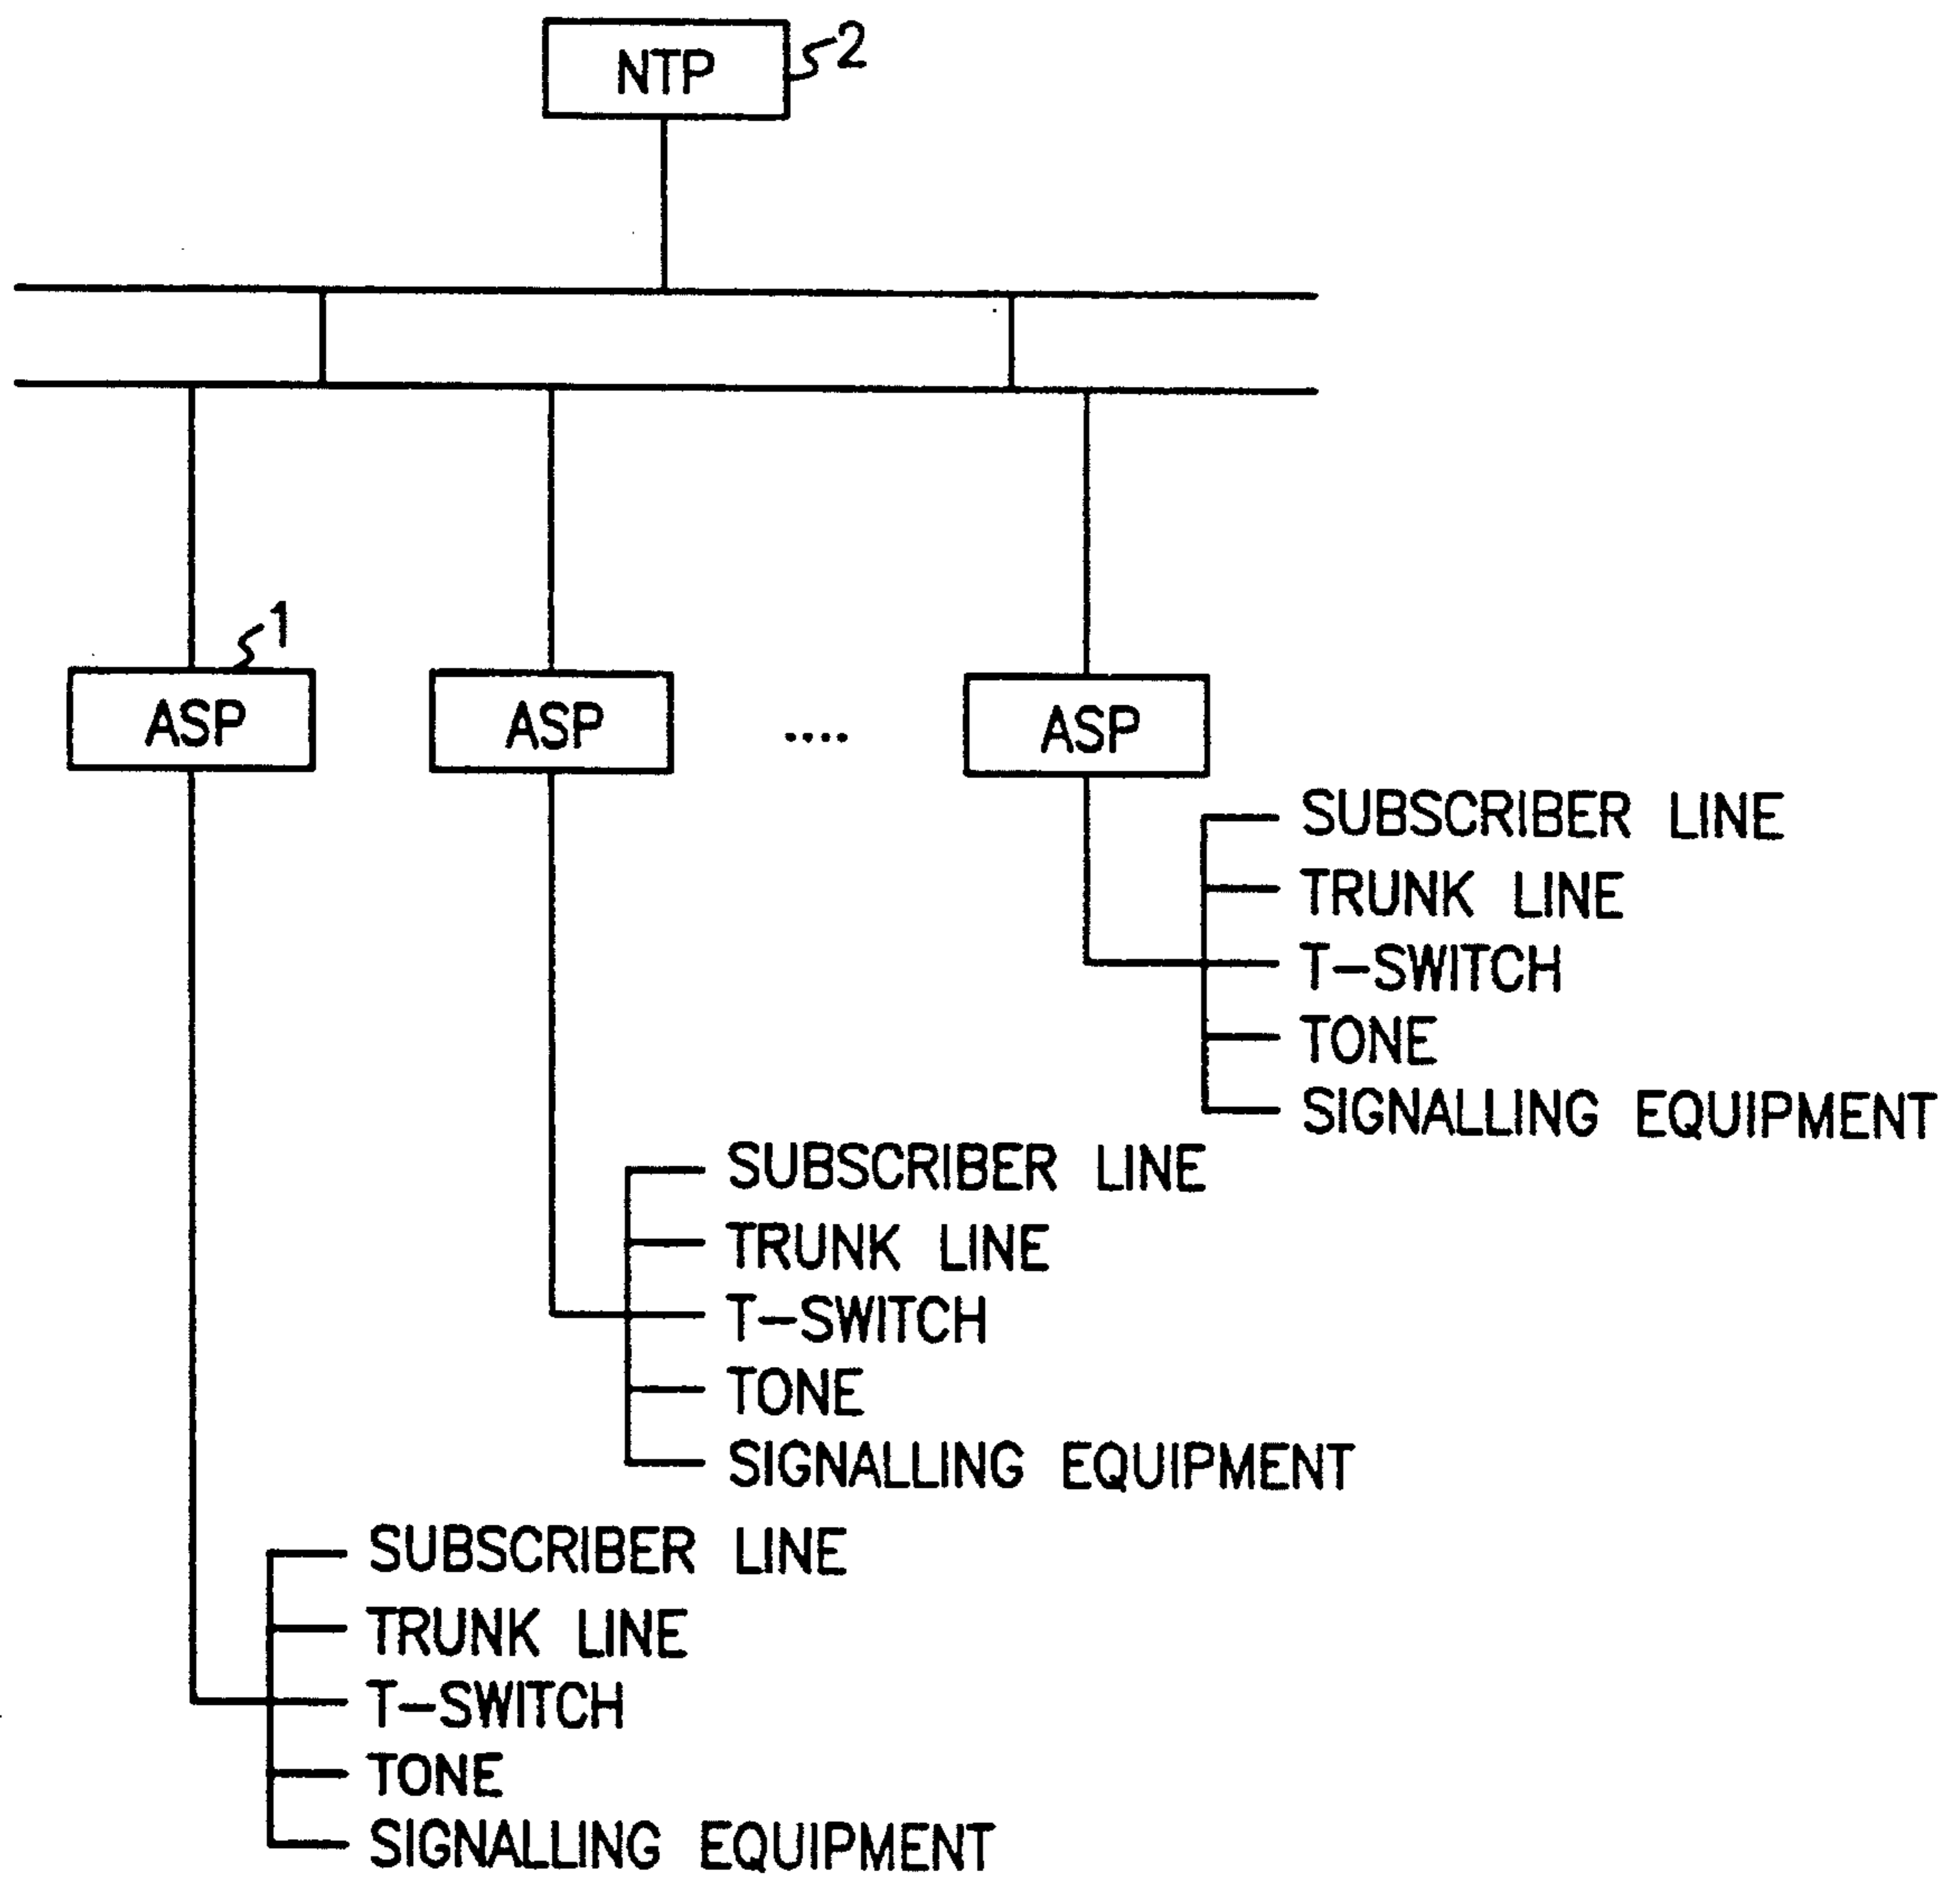 NTP
2
1
ASP
ASP
....
ASP
SUBSCRIBER LINE
TRUNK LINE
T-SWITCH
TONE
SIGNALLING EQUIPMENT
SUBSCRIBER LINE
TRUNK LINE
T-SWITCH
TONE
SIGNALLING EQUIPMENT
SUBSCRIBER LINE
TRUNK LINE
T-SWITCH
TONE
SIGNALLING EQUIPMENT